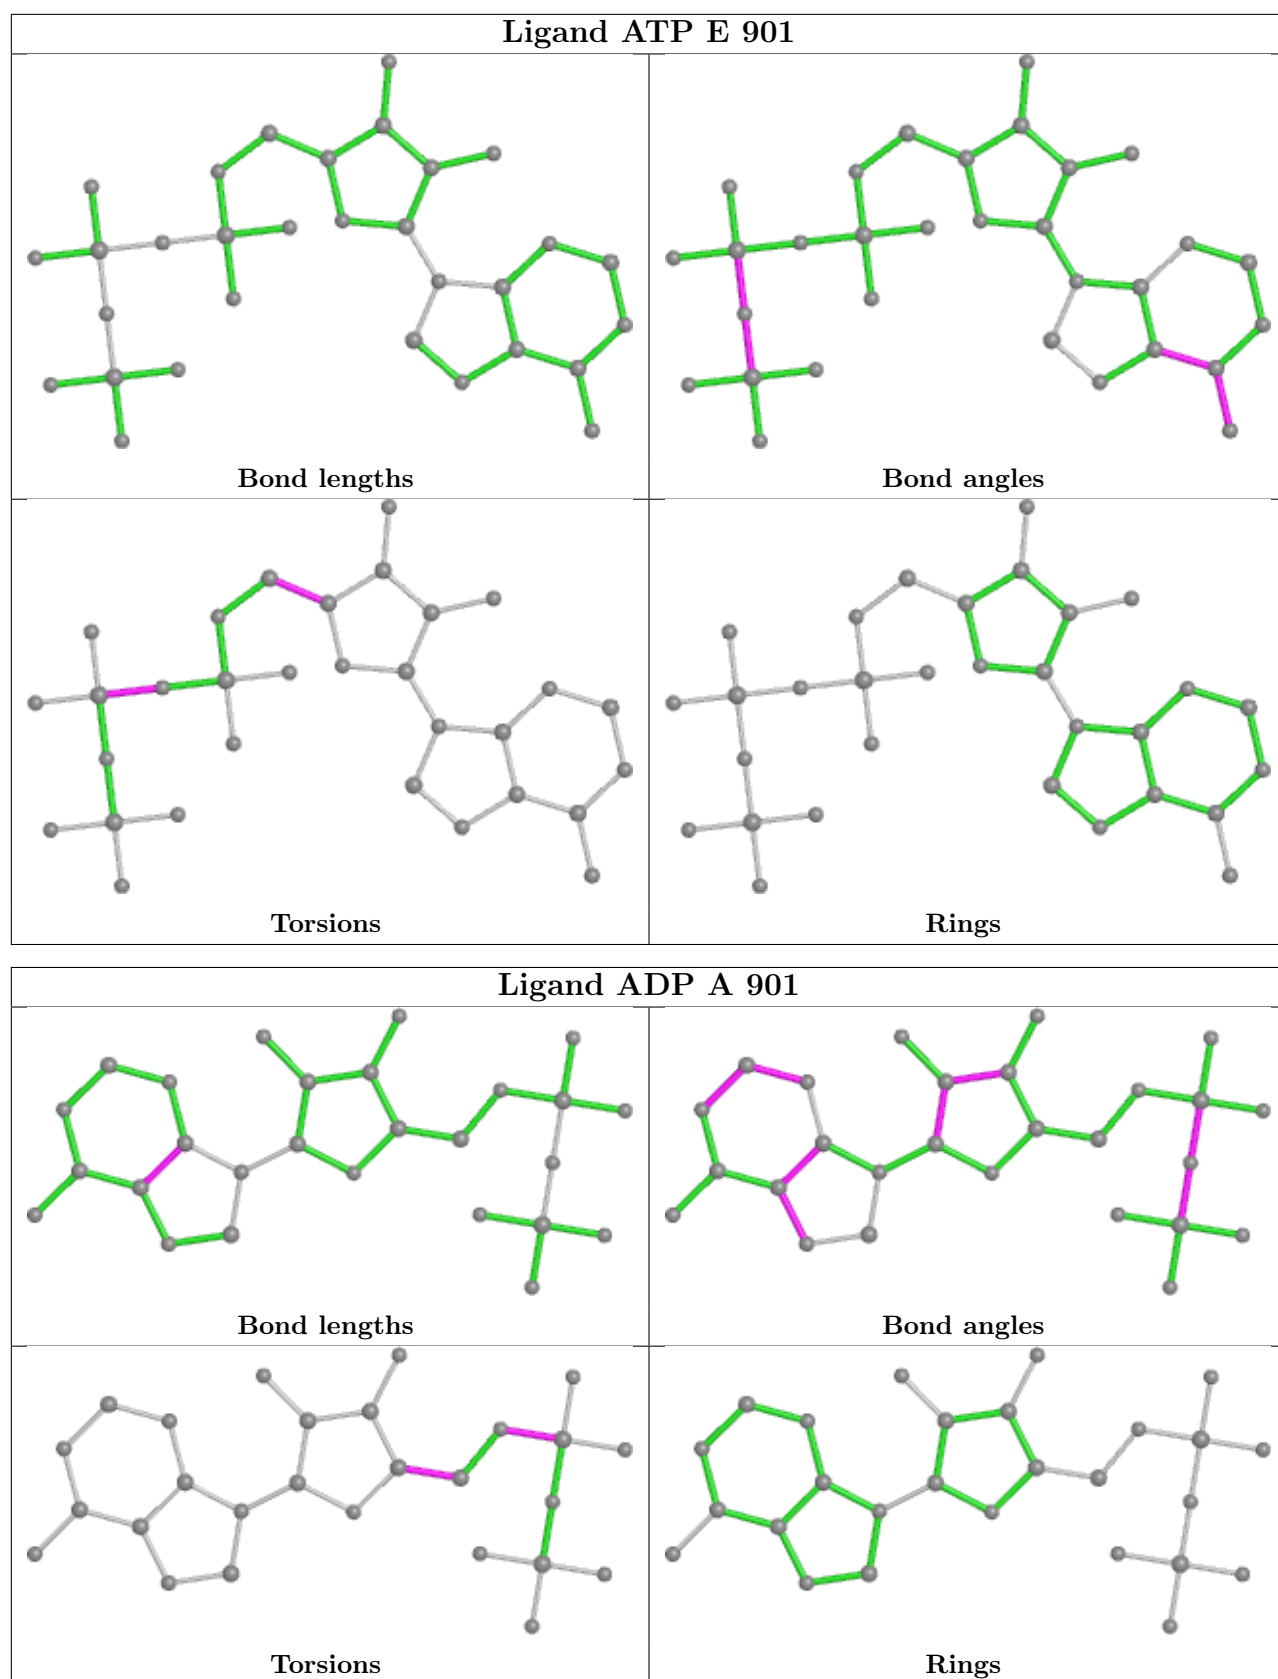 Ligand ATP E 901
Bond lengths
Bond angles
Torsions
Rings
Ligand ADP A 901
Bond lengths
Bond angles
Torsions
Rings